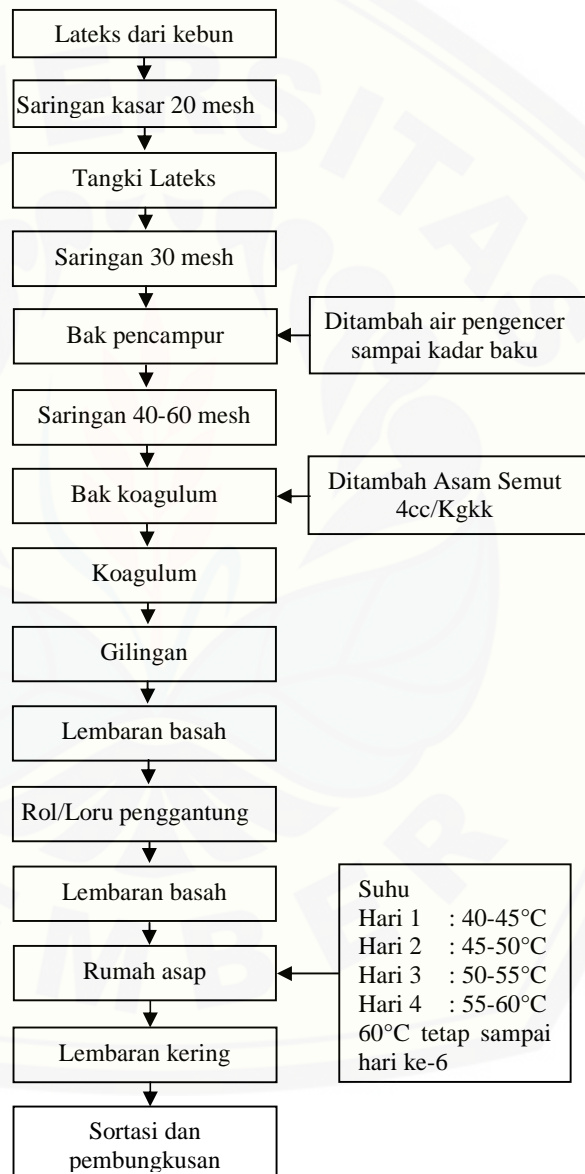 Lateks dari kebun
Saringan kasar 20 mesh
Tangki Lateks
Saringan 30 mesh
Bak pencampur
Ditambah air pengencer
sampai kadar baku
Saringan 40-60 mesh
Bak koagulum
Ditambah Asam Semut
4cc/Kgkk
Koagulum
Gilingan
Lembaran basah
Rol/Loru penggantung
Lembaran basah
Rumah asap
Suhu
Hari 1 : 40-45°C
Hari 2 : 45-50°C
Hari 3 : 50-55°C
Hari 4 : 55-60°C
60°C tetap sampai
hari ke-6
Lembaran kering
Sortasi dan
pembungkusan